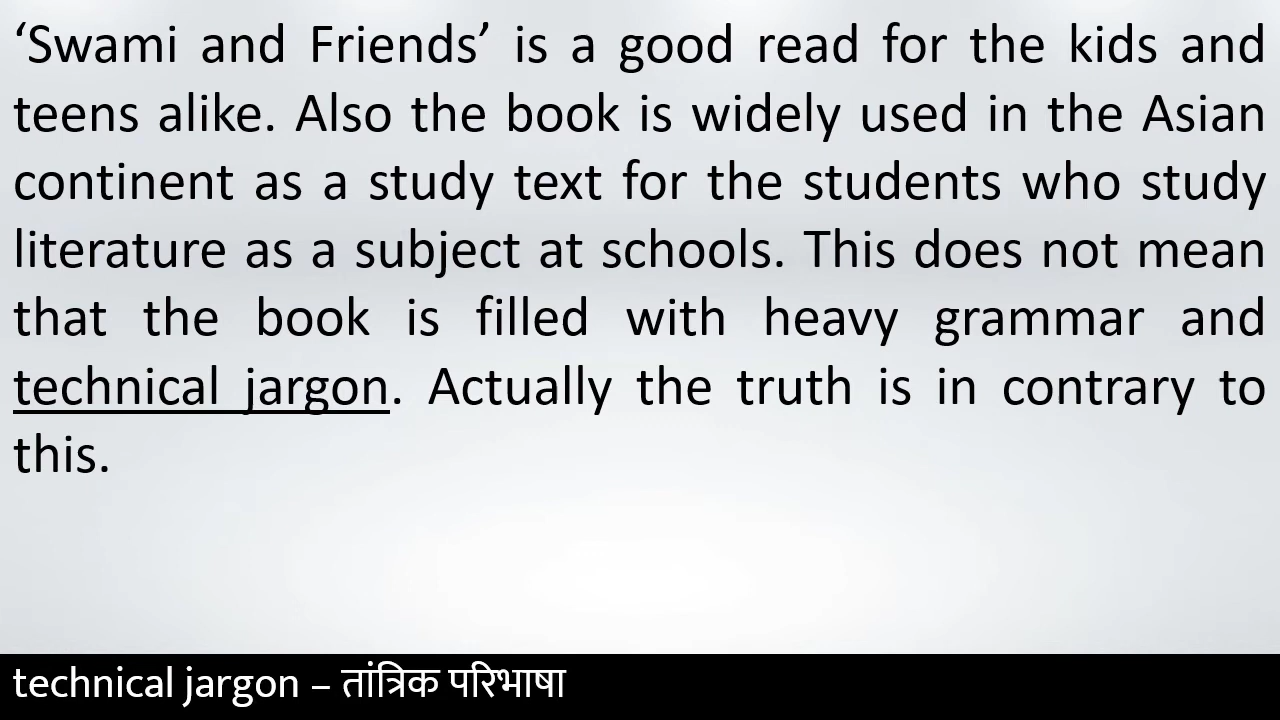 ‘Swami and Friends’ is a good read for the kids and
teens alike. Also the book is widely used in the Asian
continent as a study text for the students who study
literature as a subject at schools. This does not mean
that the book is filled with heavy grammar and
technical jargon. Actually the truth is in contrary to
this.
technical jargon – तांत्रिक परिभाषा